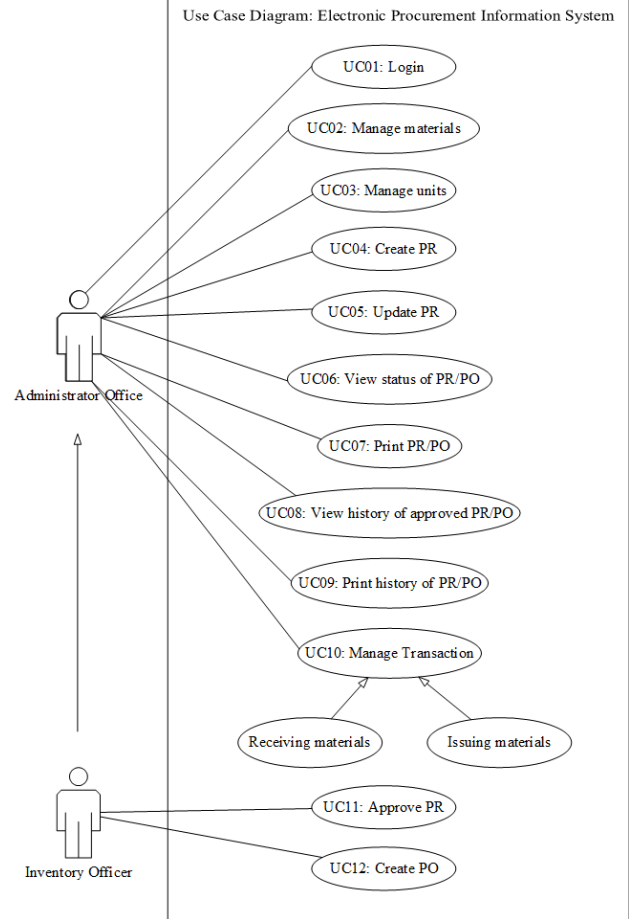 Use Case Diagram: Electronic Procurement Information System
UC01: Login
UC02: Manage materials
UC03: Manage units
UC04: Create PR
UC05: Update PR
UC06: View status of PR/PO
Administrator Office
UC07: Print PR/PO
UC08: View history of approved PR/PO
UC09: Print history of PR/PO
UC10: Manage Transaction
Receiving materials
Issuing materials
UC11: Approve PR
UC12: Create PO
Inventory Officer